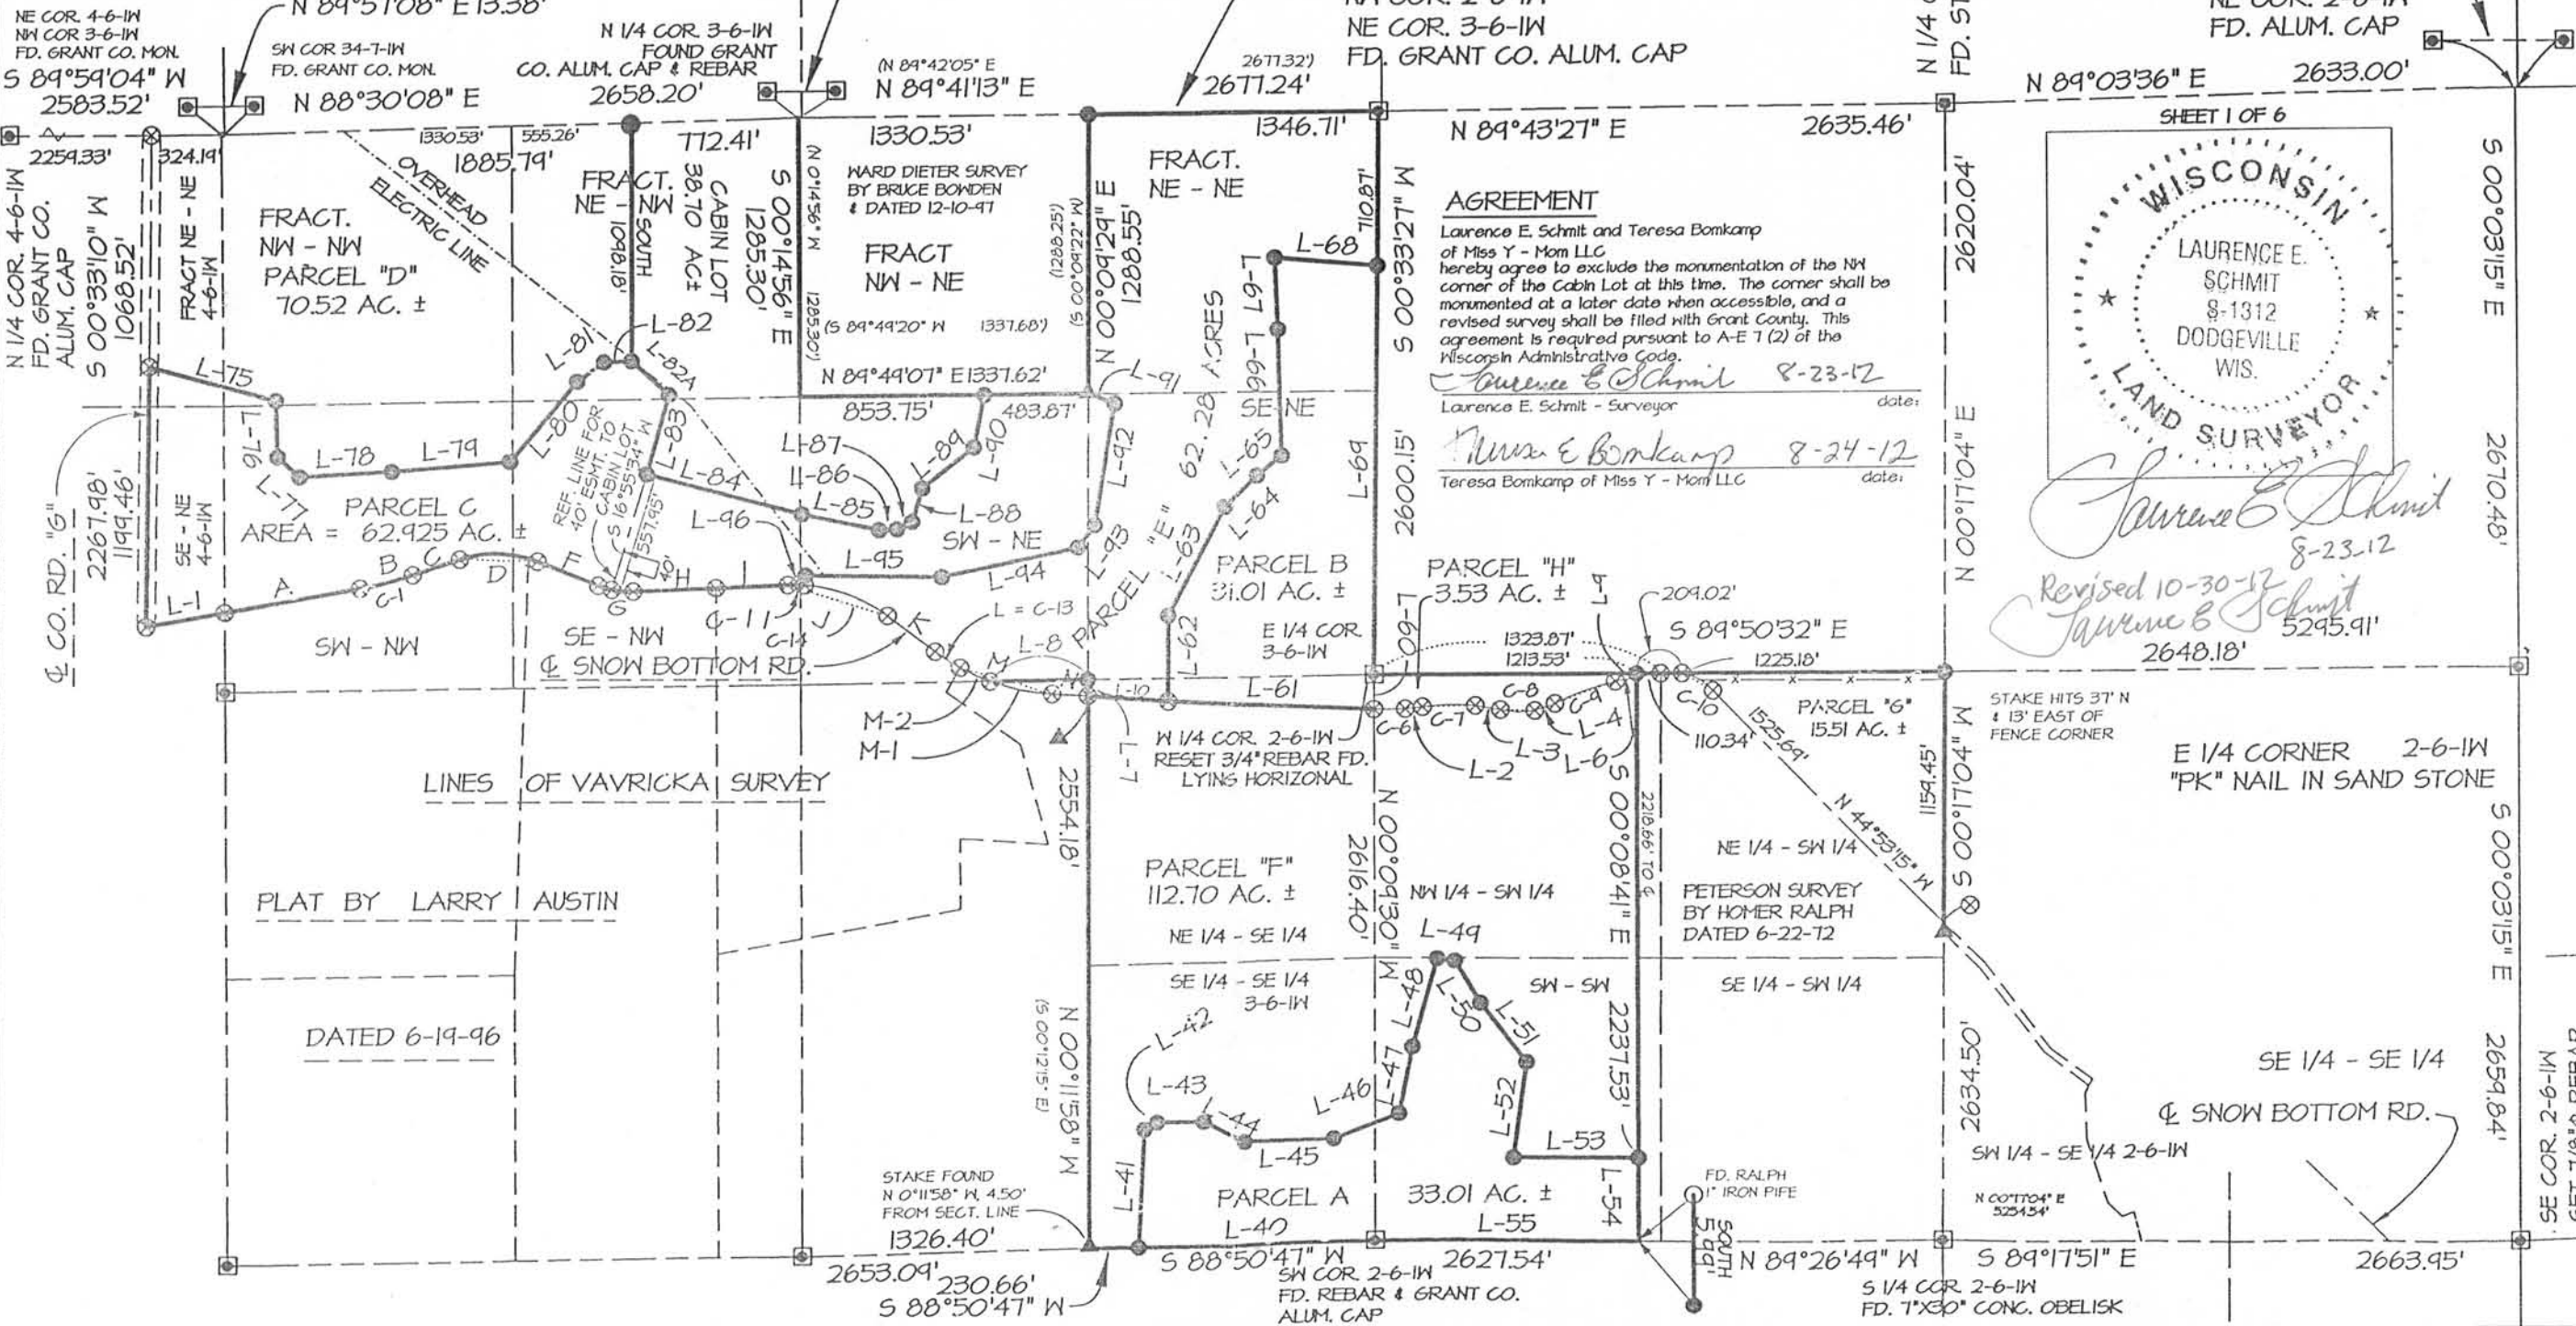 NE COR. 4-6-1W
NW COR 3-6-1W
FD. GRANT CO. MON.
S 89°59'04" W
2583.52'
N 89°51'08" E 13.38'
SW COR 34-7-1W
FD. GRANT CO. MON.
N 88°30'08" E
N 1/4 COR. 3-6-1W
FOUND GRANT
CO. ALUM. CAP & REBAR
2658.20'
(N 89°42'05" E
2677.32')
N 89°41'13" E
2677.24'
NE COR. 3-6-1W
FD. GRANT CO. ALUM. CAP
N 1/4
FD. ALUM. CAP
N 89°03'36" E
2633.00'
2259.33'
324.19'
1330.53'
555.26'
1885.79'
772.41'
1330.53'
1346.71'
N 89°43'27" E
2635.46'
SHEET 1 OF 6
WISCONSIN
LAURENCE E.
SCHMIT
S-1312
DODGEVILLE
WIS.
LAND SURVEYOR
Laurence E Schmit
8-23-12
Revised 10-30-12
Laurence E Schmit
5295.91'
2648.18'
N 1/4 COR. 4-6-1W
FD. GRANT CO.
ALUM. CAP
S 00°33'10" W
1068.52'
FRACT NE - NE
4-6-1W
FRACT.
NW - NW
PARCEL "D"
70.52 AC. ±
OVERHEAD
ELECTRIC LINE
FRACT.
NE - NW
SOUTH
1098.18'
38.70 AC±
CABIN LOT
S 00°14'56" E
1285.30'
(N 0°14'56" W
1285.30')
WARD DIETER SURVEY
BY BRUCE BOWDEN
& DATED 12-10-97
FRACT
NW - NE
(S 89°49'20" W 1337.68')
N 89°49'07" E 1337.62'
853.75'
483.87'
(1288.25')
(S 00°09'22" W)
N 00°09'29" E
1288.55'
FRACT.
NE - NE
L-68
L-67
L-66
SE NE
L-65
L-64
L-63
L-62
L-61
701.87'
S 00°33'27" W
2600.15'
L-69
AGREEMENT
Laurence E. Schmit and Teresa Bomkamp
of Miss Y - Mom LLC
hereby agree to exclude the monumentation of the NW
corner of the Cabin Lot at this time. The corner shall be
monumented at a later date when accessible, and a
revised survey shall be filed with Grant County. This
agreement is required pursuant to A-E 7 (2) of the
Wisconsin Administrative Code.
Laurence E Schmit 8-23-12
Laurence E. Schmit - Surveyor date:
Teresa E Bomkamp 8-24-12
Teresa Bomkamp of Miss Y - Mom LLC date:
2620.04'
N 00°17'04" E
S 00°03'15" E
2670.48'
L-75
L-76
L-77
L-78
L-79
L-80
L-81
L-82
L-82A
L-83
L-84
L-85
L-86
L-87
L-88
L-89
L-90
L-91
L-92
L-93
L-94
L-95
L-96
℄ CO. RD. "G"
2267.98'
1199.46'
SE - NE
4-6-1W
PARCEL C
AREA = 62.925 AC. ±
REF. LINE FOR
40' ESMT. TO
CABIN LOT
S 16°55'34" W
557.95'
40'
L-1
A
B
C-1
C
D
F
G
H
I
J
K
C-11
C-14
L = C-13
L-8
M
N
L-10
L-7
M-2
M-1
SW - NE
PARCEL "E" 62.28 ACRES
PARCEL B
31.01 AC. ±
E 1/4 COR.
3-6-1W
SW - NW
SE - NW
℄ SNOW BOTTOM RD.
PARCEL "H"
3.53 AC. ±
L-60
L-9
209.02'
1323.87'
1213.53'
S 89°50'32" E
1225.18'
C-6
L-2
C-7
L-3
C-8
L-4
C-9
L-6
C-10
110.34'
1525.69'
N 44°53'15" W
PARCEL "G"
15.51 AC. ±
1159.45'
S 00°17'04" W
STAKE HITS 37' N
& 13' EAST OF
FENCE CORNER
E 1/4 CORNER 2-6-1W
"PK" NAIL IN SAND STONE
W 1/4 COR. 2-6-1W
RESET 3/4" REBAR FD.
LYING HORIZONAL
LINES OF VAVRICKA SURVEY
PLAT BY LARRY AUSTIN
DATED 6-19-96
2554.18'
N 00°11'58" W
(S 00°12'15" E)
PARCEL "F"
112.70 AC. ±
NE 1/4 - SE 1/4
SE 1/4 - SE 1/4
3-6-1W
N 00°09'30" W
2616.40'
NW 1/4 - SW 1/4
S 00°08'41" E
2237.53'
2218.66' TO ℄
NE 1/4 - SW 1/4
PETERSON SURVEY
BY HOMER RALPH
DATED 6-22-72
SE 1/4 - SW 1/4
SW - SW
L-41
L-42
L-43
L-44
L-45
L-46
L-47
L-48
L-49
L-50
L-51
L-52
L-53
L-54
PARCEL A 33.01 AC. ±
L-40
L-55
STAKE FOUND
N 0°11'58" W, 4.50'
FROM SECT. LINE
1326.40'
2653.09'
230.66'
S 88°50'47" W
S 88°50'47" W
2627.54'
SW COR. 2-6-1W
FD. REBAR & GRANT CO.
ALUM. CAP
FD. RALPH
1" IRON PIPE
SOUTH
5.99'
N 89°26'49" W
2634.50'
S 00°03'15" E
2659.84'
SE 1/4 - SE 1/4
℄ SNOW BOTTOM RD.
SW 1/4 - SE 1/4 2-6-1W
N 00°17'04" E
5254.54'
S 89°17'51" E
2663.95'
S 1/4 COR. 2-6-1W
FD. 7"X30" CONC. OBELISK
SE COR. 2-6-1W